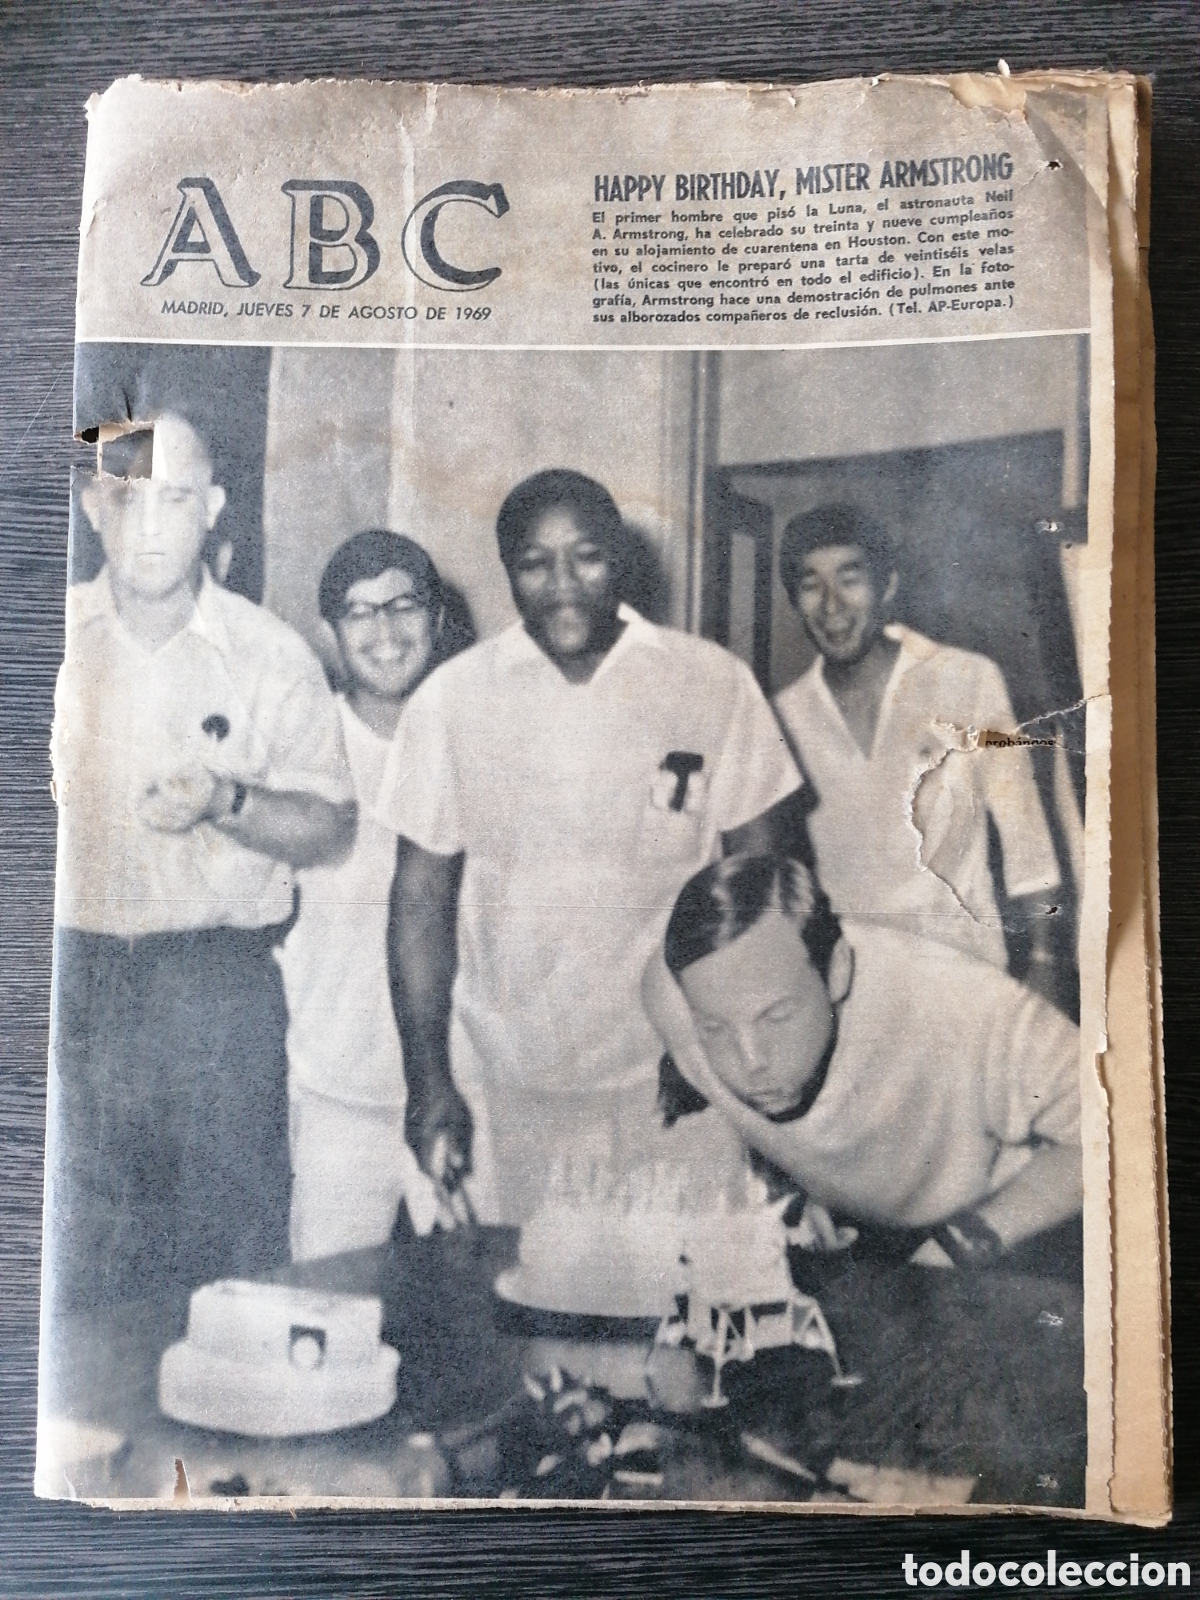 ABC
MADRID, JUEVES 7 DE AGOSTO DE 1969
HAPPY BIRTHDAY, MISTER ARMSTRONG
El primer hombre que pisó la Luna, el astronauta Neil
A. Armstrong, ha celebrado su treinta y nueve cumpleaños
en su alojamiento de cuarentena en Houston. Con este mo-
tivo, el cocinero le preparó una tarta de veintiséis velas
(las únicas que encontró en todo el edificio). En la foto-
grafía, Armstrong hace una demostración de pulmones ante
sus alborozados compañeros de reclusión. (Tel. AP-Europa.)
todocoleccion